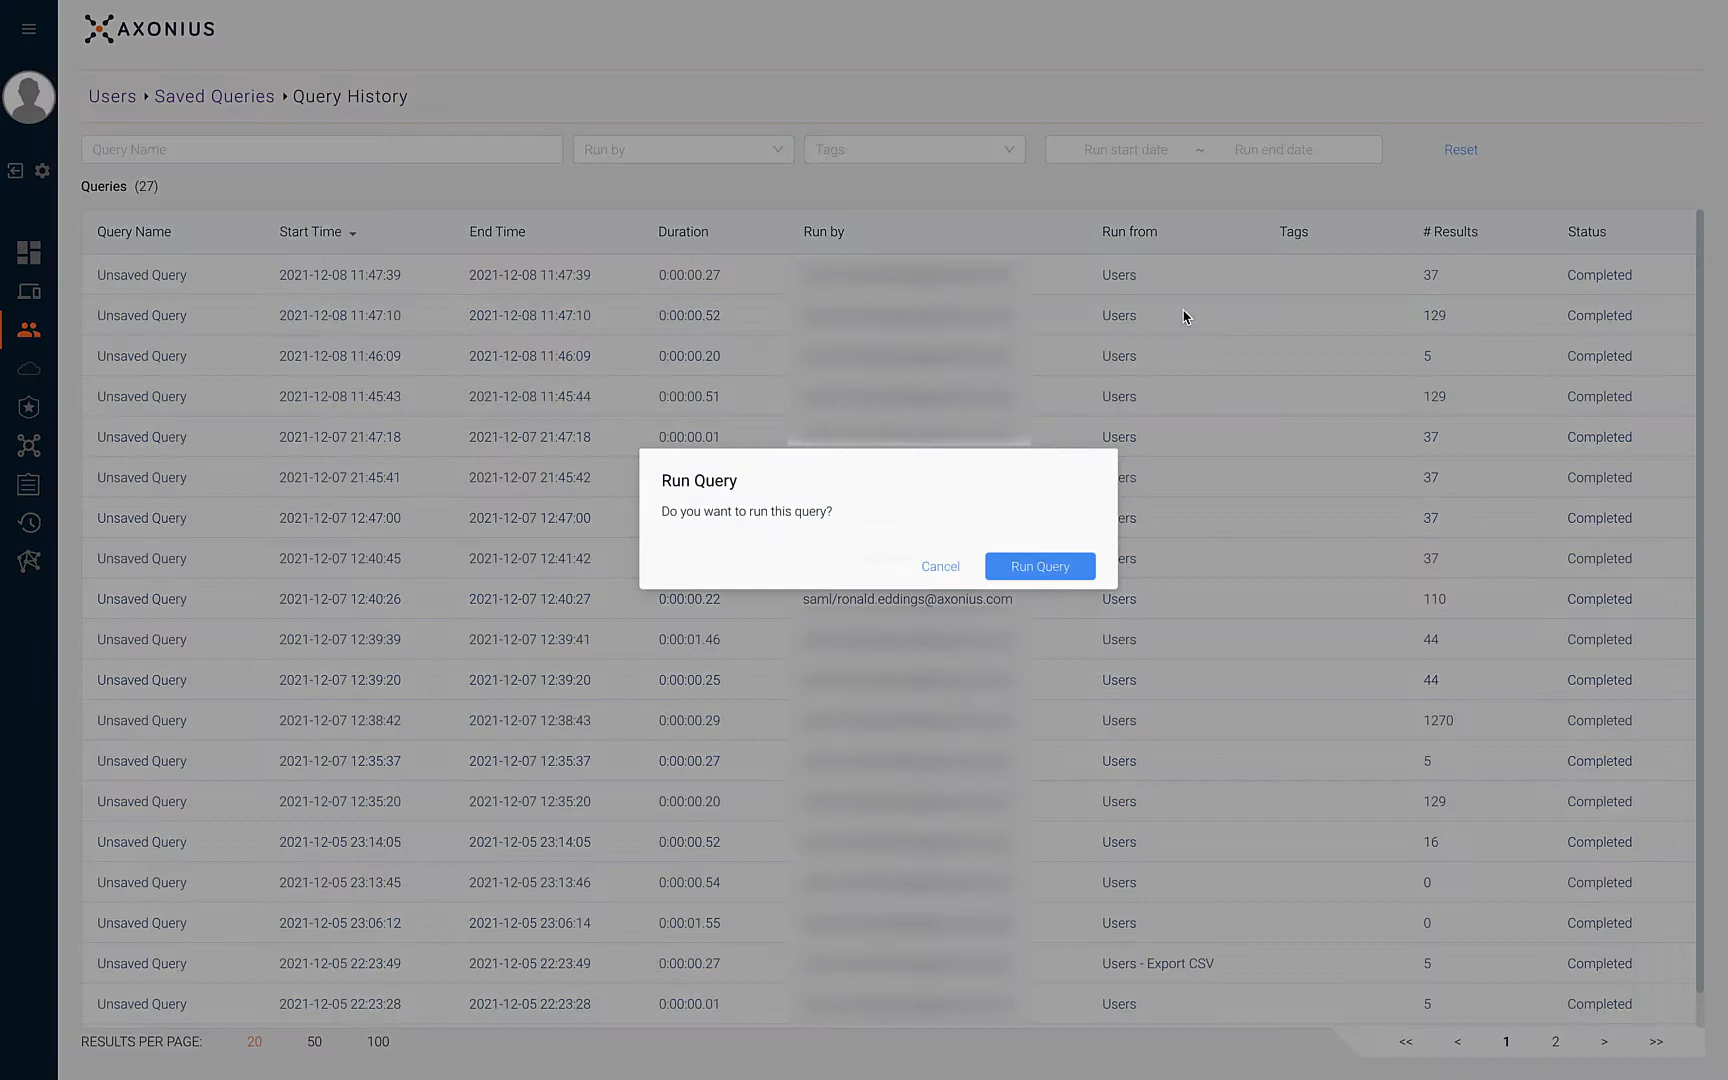 AXONIUS
Users ▸ Saved Queries ▸ Query History
Query Name Run by Tags Run start date ~ Run end date Reset
Queries (27)
Query Name Start Time End Time Duration Run by Run from Tags # Results Status
Unsaved Query 2021-12-08 11:47:39 2021-12-08 11:47:39 0:00:00.27 Users 37 Completed
Unsaved Query 2021-12-08 11:47:10 2021-12-08 11:47:10 0:00:00.52 Users 129 Completed
Unsaved Query 2021-12-08 11:46:09 2021-12-08 11:46:09 0:00:00.20 Users 5 Completed
Unsaved Query 2021-12-08 11:45:43 2021-12-08 11:45:44 0:00:00.51 Users 129 Completed
Unsaved Query 2021-12-07 21:47:18 2021-12-07 21:47:18 0:00:00.01 Users 37 Completed
Unsaved Query 2021-12-07 21:45:41 2021-12-07 21:45:42 ers 37 Completed
Unsaved Query 2021-12-07 12:47:00 2021-12-07 12:47:00 ers 37 Completed
Unsaved Query 2021-12-07 12:40:45 2021-12-07 12:41:42 ers 37 Completed
Run Query
Do you want to run this query?
Cancel Run Query
Unsaved Query 2021-12-07 12:40:26 2021-12-07 12:40:27 0:00:00.22 saml/ronald.eddings@axonius.com Users 110 Completed
Unsaved Query 2021-12-07 12:39:39 2021-12-07 12:39:41 0:00:01.46 Users 44 Completed
Unsaved Query 2021-12-07 12:39:20 2021-12-07 12:39:20 0:00:00.25 Users 44 Completed
Unsaved Query 2021-12-07 12:38:42 2021-12-07 12:38:43 0:00:00.29 Users 1270 Completed
Unsaved Query 2021-12-07 12:35:37 2021-12-07 12:35:37 0:00:00.27 Users 5 Completed
Unsaved Query 2021-12-07 12:35:20 2021-12-07 12:35:20 0:00:00.20 Users 129 Completed
Unsaved Query 2021-12-05 23:14:05 2021-12-05 23:14:05 0:00:00.52 Users 16 Completed
Unsaved Query 2021-12-05 23:13:45 2021-12-05 23:13:46 0:00:00.54 Users 0 Completed
Unsaved Query 2021-12-05 23:06:12 2021-12-05 23:06:14 0:00:01.55 Users 0 Completed
Unsaved Query 2021-12-05 22:23:49 2021-12-05 22:23:49 0:00:00.27 Users - Export CSV 5 Completed
Unsaved Query 2021-12-05 22:23:28 2021-12-05 22:23:28 0:00:00.01 Users 5 Completed
RESULTS PER PAGE: 20 50 100 << < 1 2 > >>